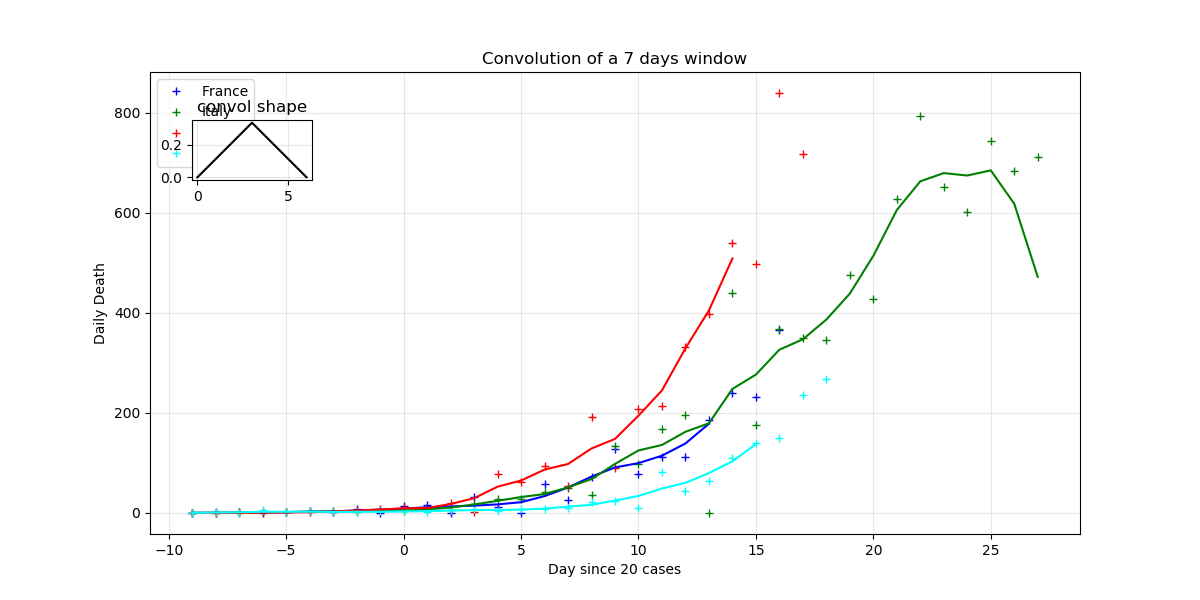 Convolution of a 7 days window
France
convol shape
Italy
0.2
0.0
0
5
800
600
400
200
0
Daily Death
−10
−5
0
5
10
15
20
25
Day since 20 cases